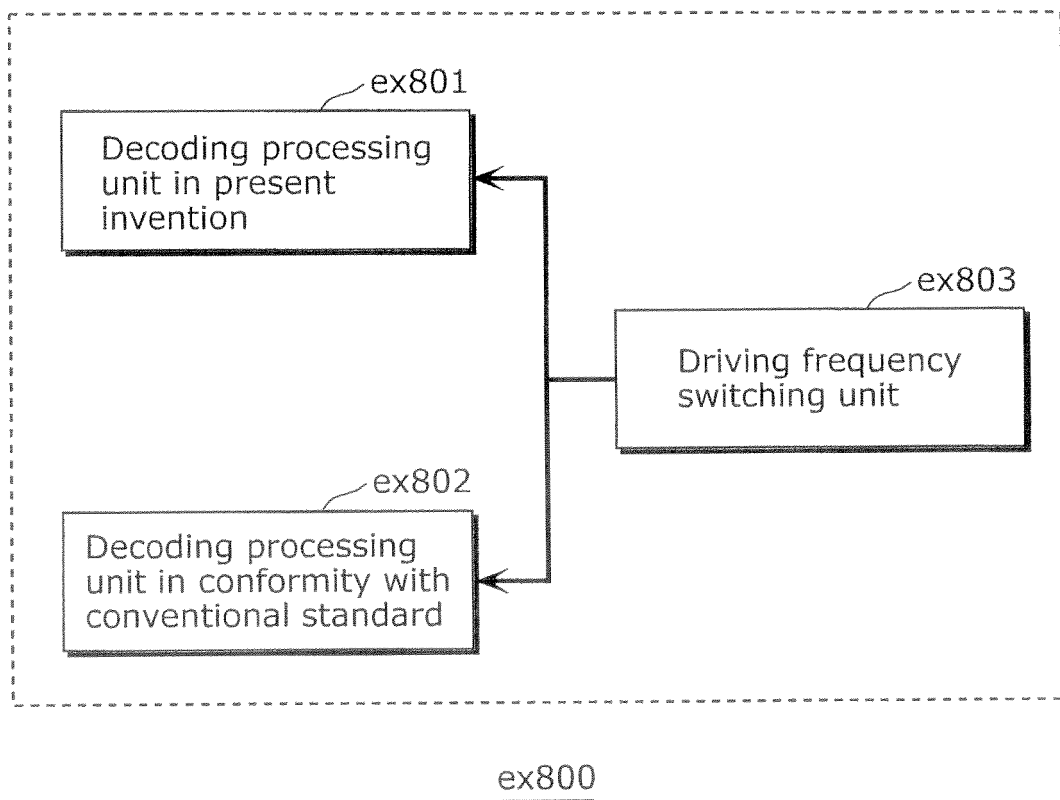 ex801
Decoding processing
unit in present
invention
ex803
Driving frequency
switching unit
ex802
Decoding processing
unit in conformity with
conventional standard
ex800